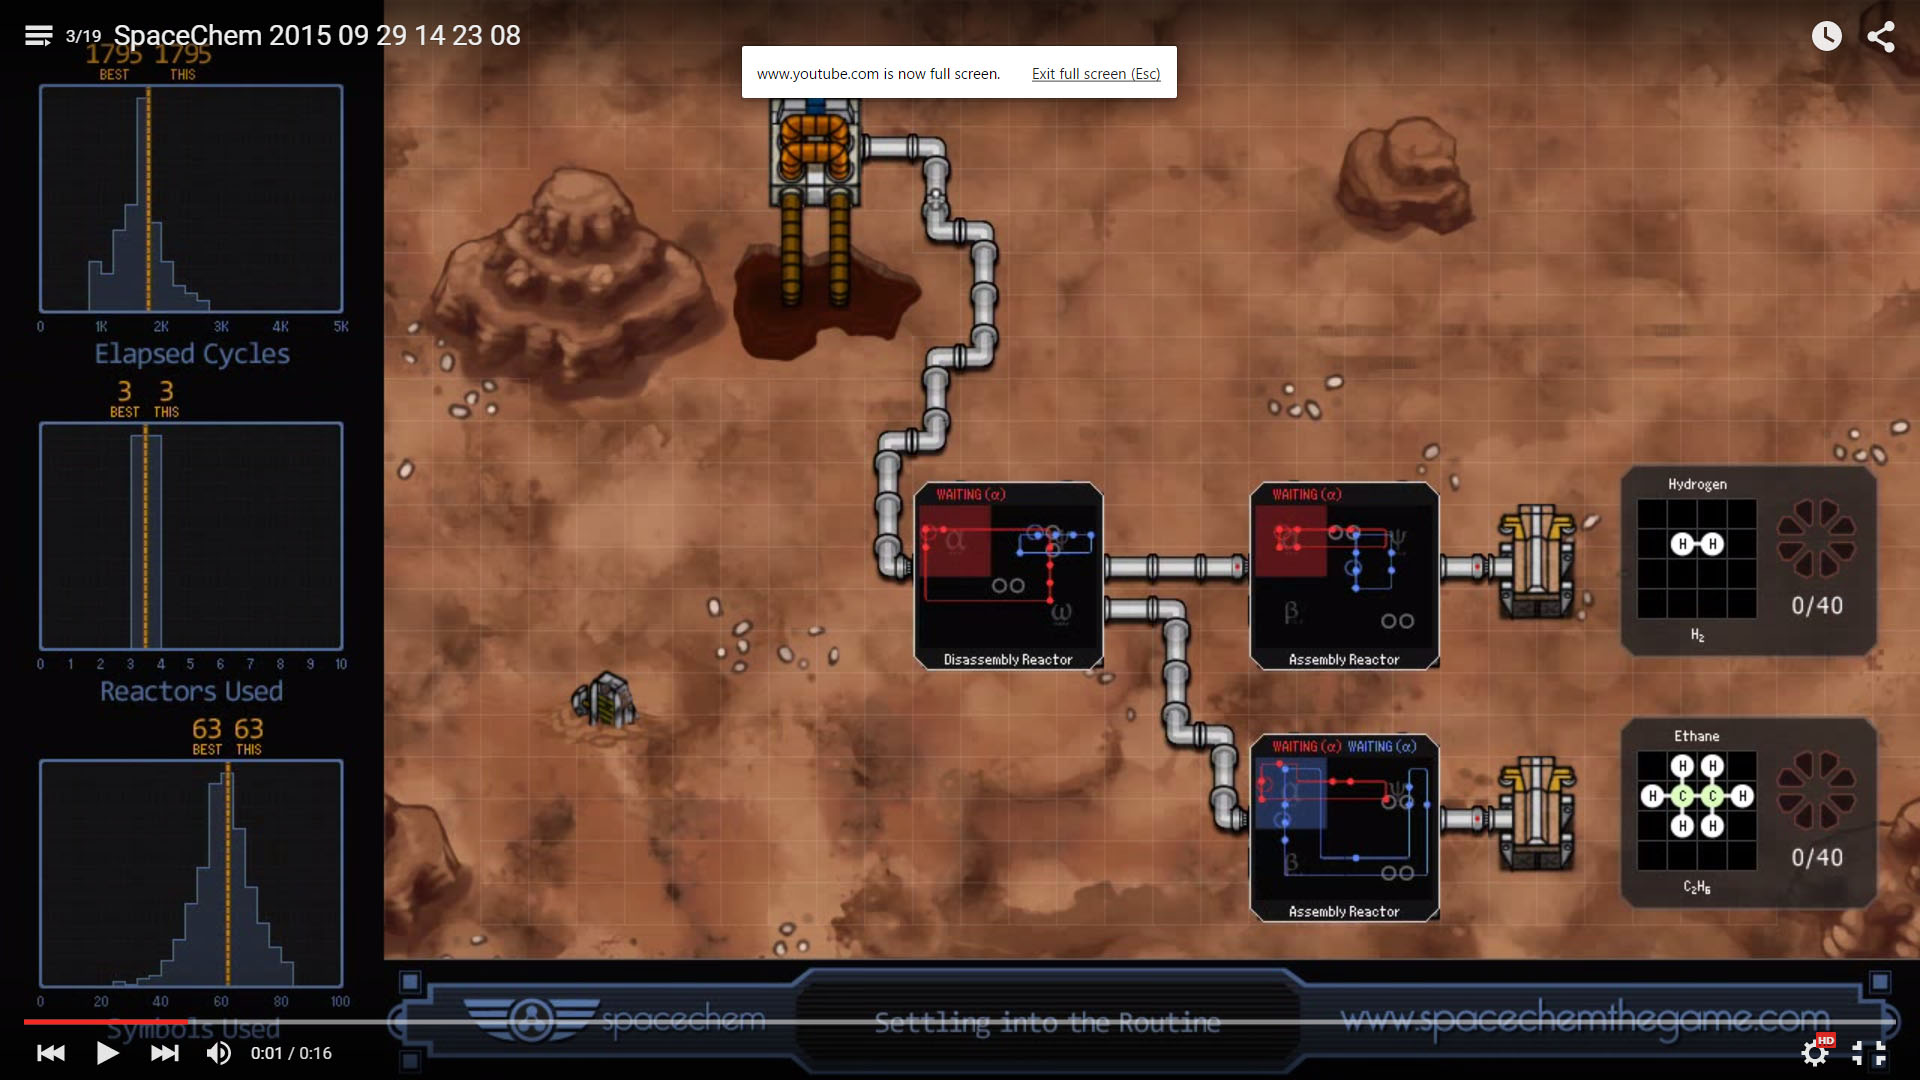 3/19 SpaceChem 2015 09 29 14 23 08
www.youtube.com is now full screen. Exit full screen (Esc)
1795 1795
BEST THIS
0 1K 2K 3K 4K 5K
Elapsed Cycles
3 3
BEST THIS
0 1 2 3 4 5 6 7 8 9 10
Reactors Used
63 63
BEST THIS
0 20 40 60 80 100
Symbols Used
WAITING (α)
α
ψ
ω
Disassembly Reactor
WAITING (α)
α
ψ
β
Assembly Reactor
WAITING (α) WAITING (α)
α
ψ
β
Assembly Reactor
Hydrogen
H H
0/40
H₂
Ethane
H H
H C C H
H H
0/40
C₂H₆
spacechem
Settling into the Routine
www.spacechemthegame.com
0:01 / 0:16
HD